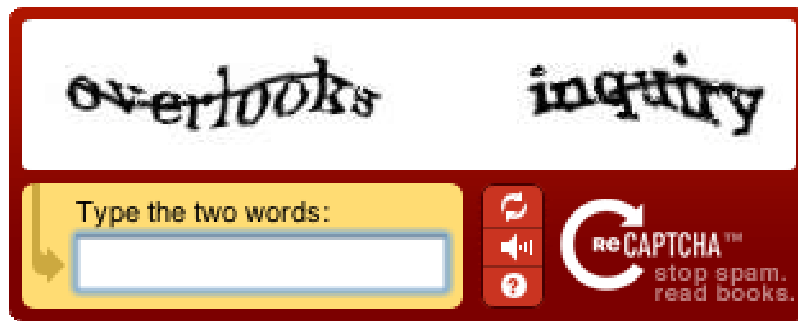 overlooks inquiry
Type the two words:
reCAPTCHA™
stop spam.
read books.